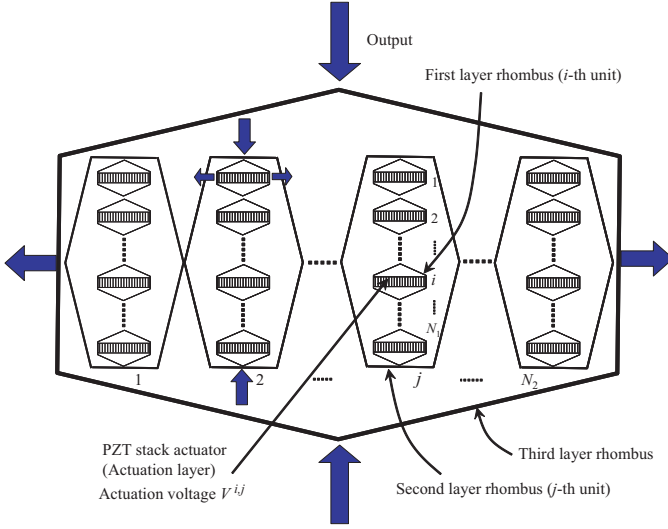 Output
First layer rhombus (i-th unit)
1
2
i
N₁
1
2
j
N₂
PZT stack actuator
(Actuation layer)
Actuation voltage V^{i,j}
Third layer rhombus
Second layer rhombus (j-th unit)